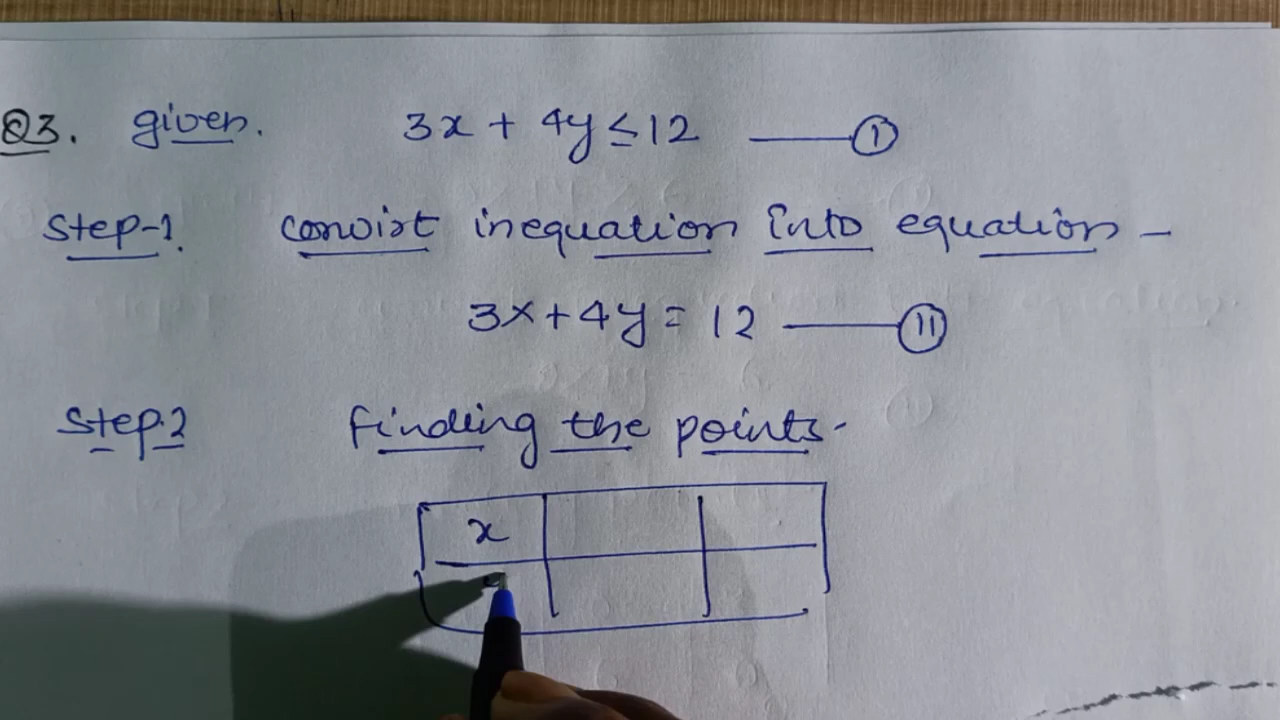 Q3. given. 3x + 4y ≤ 12 —— (I)
Step-1. convirt inequation into equation -
3x + 4y = 12 —— (II)
Step.2 finding the points.
x